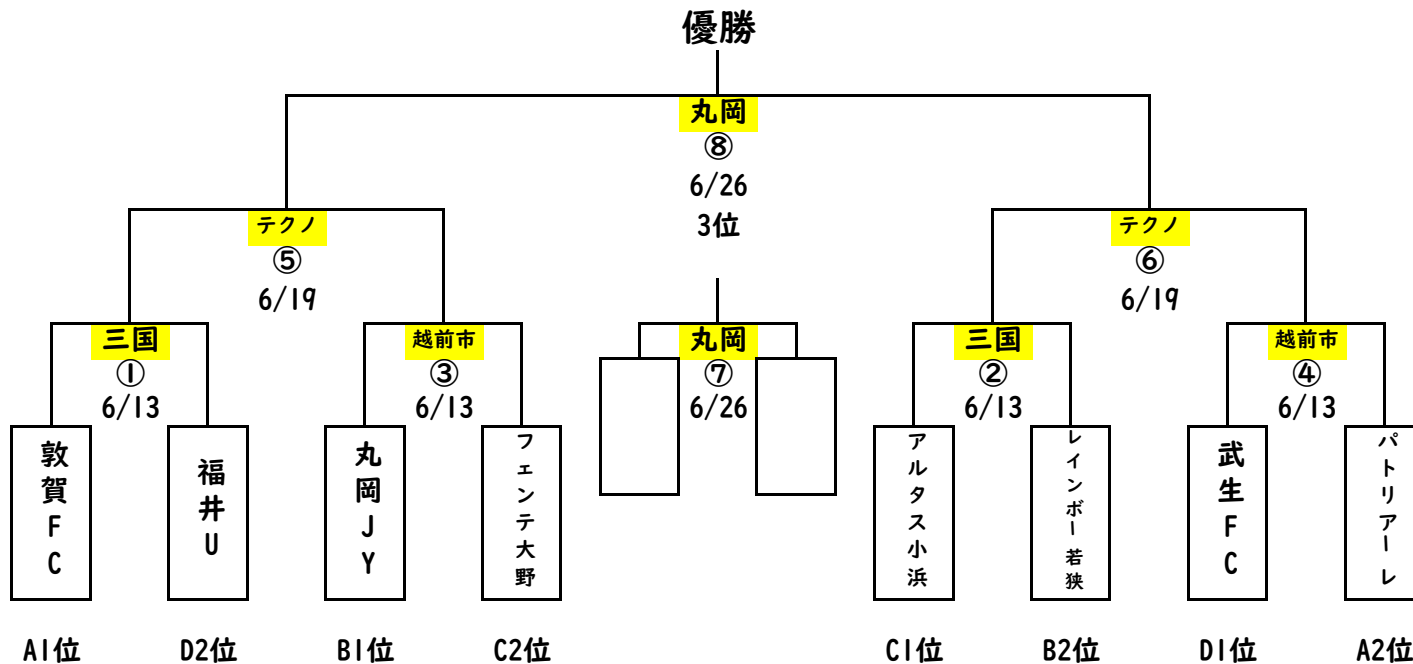 優勝
丸岡
⑧
6/26
3位
テクノ
⑤
6/19
テクノ
⑥
6/19
三国
①
6/13
越前市
③
6/13
丸岡
⑦
6/26
三国
②
6/13
越前市
④
6/13
敦賀FC
福井U
丸岡JY
フェンテ大野
アルタス小浜
レインボー若狭
武生FC
パトリアーレ
A1位
D2位
B1位
C2位
C1位
B2位
D1位
A2位